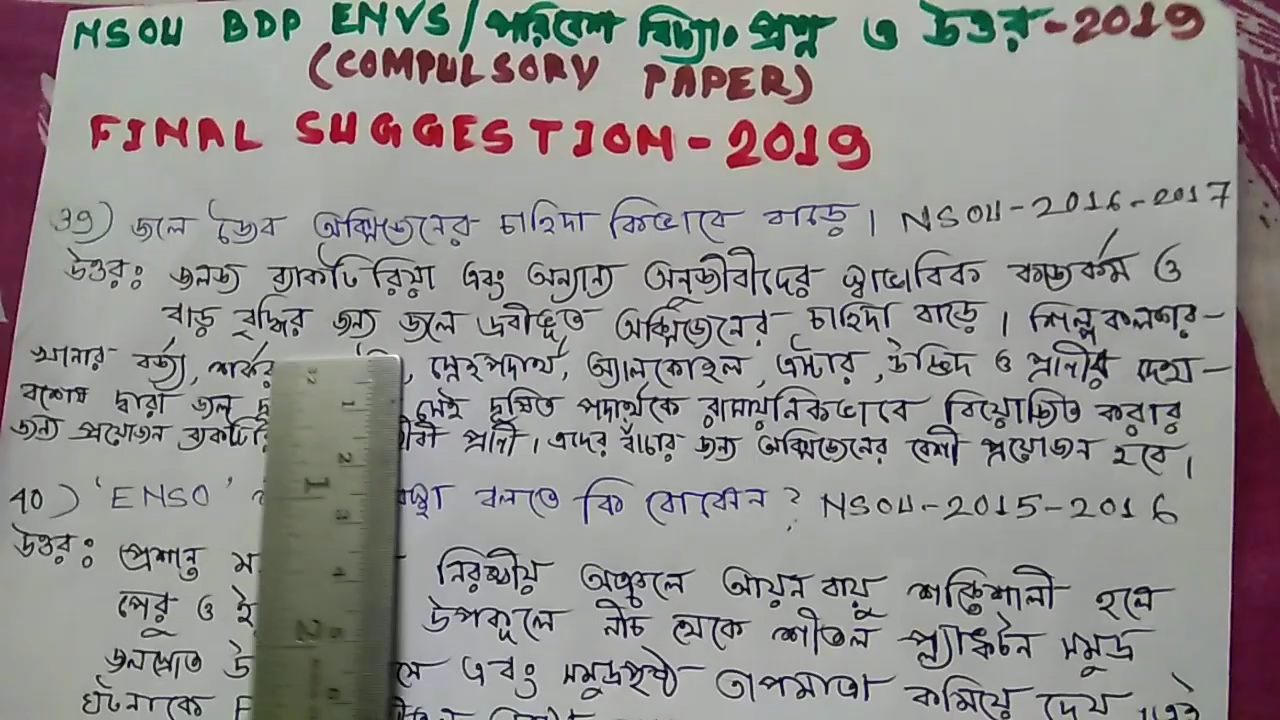 NSOU BDP ENVS/পরিবেশ বিদ্যা• প্রশ্ন ও উত্তর-2019
(COMPULSORY PAPER)
FINAL SUGGESTION-2019
39) জলে জৈব অক্সিজেনের চাহিদা কিভাবে বাড়ে। NSOU-2016-2017
উত্তরঃ জলজ ব্যাকটিরিয়া এবং অন্যান্য অনুজীবীদের স্বাভাবিক কাজকর্ম ও
বাড় বৃদ্ধির জন্য জলে দ্রবীভূত অক্সিজেনের চাহিদা বাড়ে। শিল্পকলকার-
খানার বর্জ্য, স্নেহপদার্থ, অ্যালকোহল, এস্টার, উদ্ভিদ ও প্রানীর দেহা-
বশেষ দ্বারা জল সেই দূষিত পদার্থকে রাসায়নিকভাবে বিয়োজিত করার
জন্য প্রয়োজন প্রানী। এদের বাঁচার জন্য অক্সিজেনের বেশী প্রয়োজন হবে।
40) 'ENSO' বলতে কি বোঝেন? NSOU-2015-2016
উত্তরঃ প্রশান্ত নিরক্ষীয় অঞ্চলে আয়ন বায়ু শক্তিশালী হলে
পেরু ও উপকূলে নীচ থেকে শীতল প্ল্যাঙ্কটন সমুদ্র
জলস্রোত এবং সমুদ্রপৃষ্ঠে তাপমাত্রা কমিয়ে দেয়
ঘটনাকে